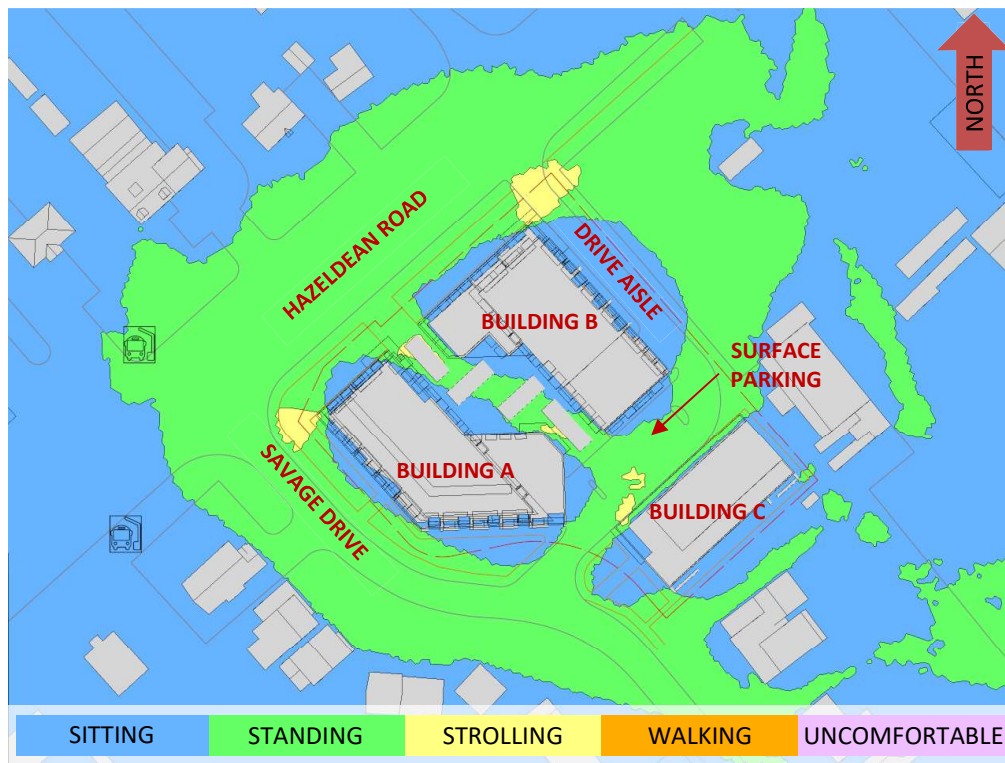 NORTH
HAZELDEAN ROAD
DRIVE AISLE
BUILDING B
SURFACE
PARKING
BUILDING A
SAVAGE DRIVE
BUILDING C
SITTING
STANDING
STROLLING
WALKING
UNCOMFORTABLE